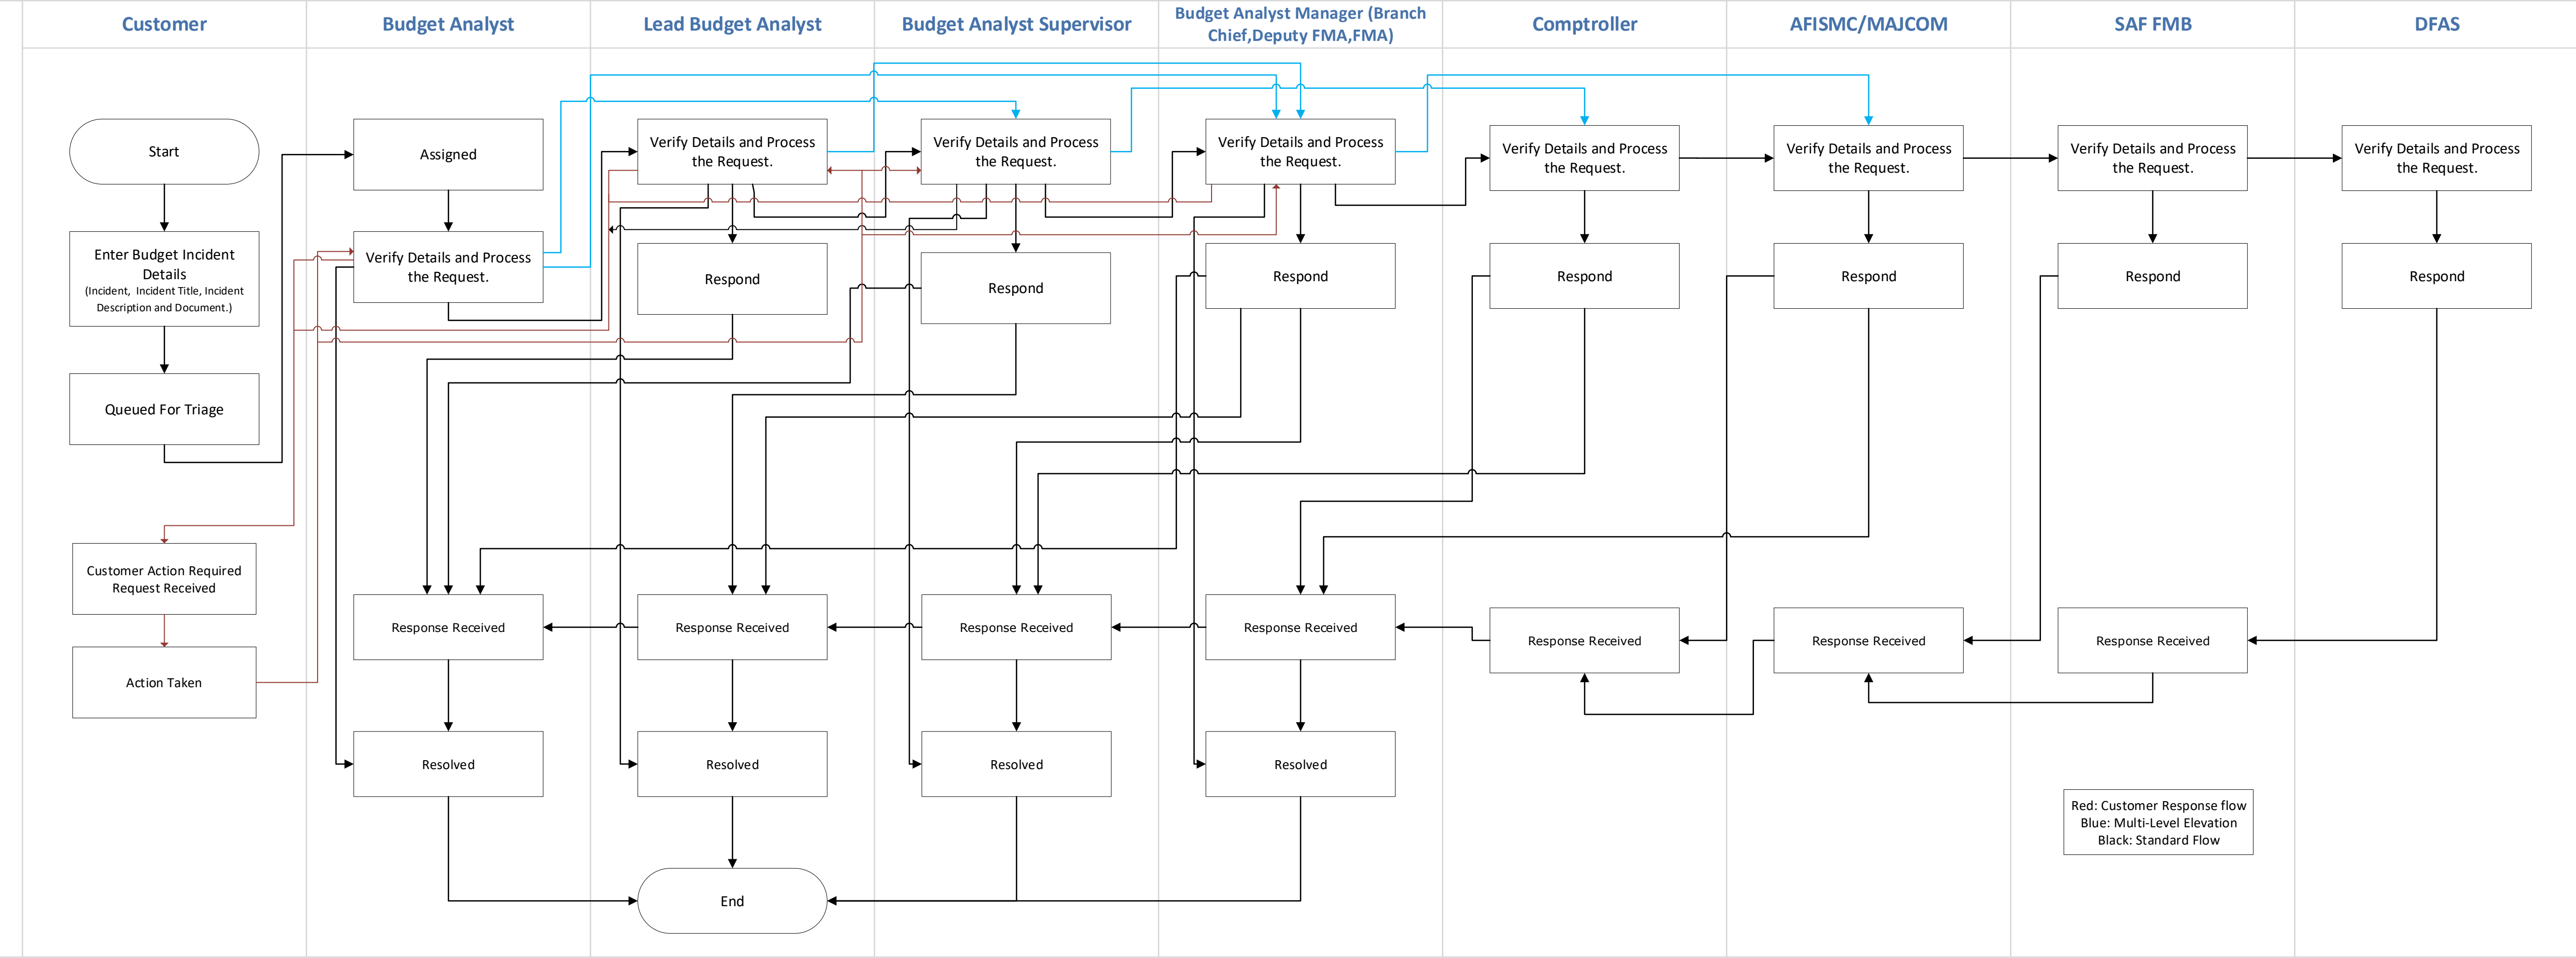 Customer
Budget Analyst
Lead Budget Analyst
Budget Analyst Supervisor
Budget Analyst Manager (Branch
Chief,Deputy FMA,FMA)
Comptroller
AFISMC/MAJCOM
SAF FMB
DFAS
Start
Enter Budget Incident
Details
(Incident, Incident Title, Incident
Description and Document.)
Queued For Triage
Customer Action Required
Request Received
Action Taken
Assigned
Verify Details and Process
the Request.
Response Received
Resolved
Verify Details and Process
the Request.
Respond
Response Received
Resolved
End
Verify Details and Process
the Request.
Respond
Response Received
Resolved
Verify Details and Process
the Request.
Respond
Response Received
Resolved
Verify Details and Process
the Request.
Respond
Response Received
Verify Details and Process
the Request.
Respond
Response Received
Verify Details and Process
the Request.
Respond
Response Received
Verify Details and Process
the Request.
Respond
Red: Customer Response flow
Blue: Multi-Level Elevation
Black: Standard Flow